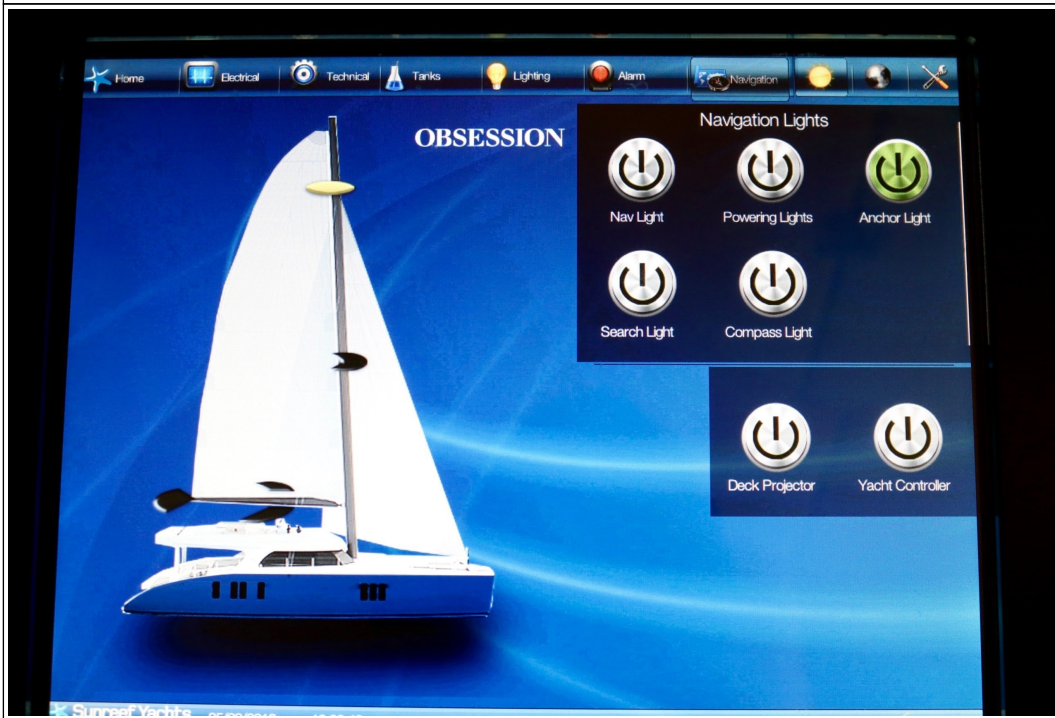 Home Electrical Technical Tanks Lighting Alarm Navigation
OBSESSION
Navigation Lights
Nav Light Powering Lights Anchor Light
Search Light Compass Light
Deck Projector Yacht Controller
Sunreef Yachts